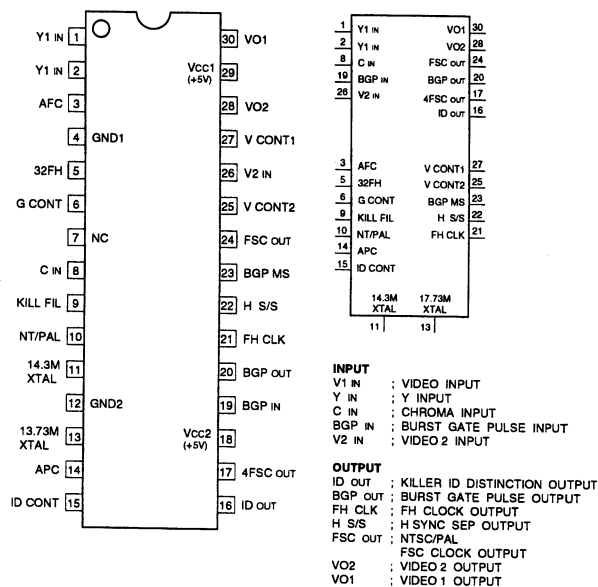 Y1 IN 1
Y1 IN 2
AFC 3
4 GND1
32FH 5
G CONT 6
7 NC
C IN 8
KILL FIL 9
NT/PAL 10
14.3M
XTAL 11
12 GND2
13.73M
XTAL 13
APC 14
ID CONT 15
30 VO1
VCC1
(+5V) 29
28 VO2
27 V CONT1
26 V2 IN
25 V CONT2
24 FSC OUT
23 BGP MS
22 H S/S
21 FH CLK
20 BGP OUT
19 BGP IN
VCC2
(+5V) 18
17 4FSC OUT
16 ID OUT
1 Y1 IN VO1 30
2 Y1 IN VO2 28
8 C IN FSC OUT 24
19 BGP IN BGP OUT 20
26 V2 IN 4FSC OUT 17
ID OUT 16
3 AFC V CONT1 27
5 32FH V CONT2 25
6 G CONT BGP MS 23
9 KILL FIL H S/S 22
10 NT/PAL FH CLK 21
14 APC
15 ID CONT
14.3M 17.73M
XTAL XTAL
11 13
INPUT
V1 IN ; VIDEO INPUT
Y IN ; Y INPUT
C IN ; CHROMA INPUT
BGP IN ; BURST GATE PULSE INPUT
V2 IN ; VIDEO 2 INPUT
OUTPUT
ID OUT ; KILLER ID DISTINCTION OUTPUT
BGP OUT ; BURST GATE PULSE OUTPUT
FH CLK ; FH CLOCK OUTPUT
H S/S ; H SYNC SEP OUTPUT
FSC OUT ; NTSC/PAL
FSC CLOCK OUTPUT
VO2 ; VIDEO 2 OUTPUT
VO1 ; VIDEO 1 OUTPUT